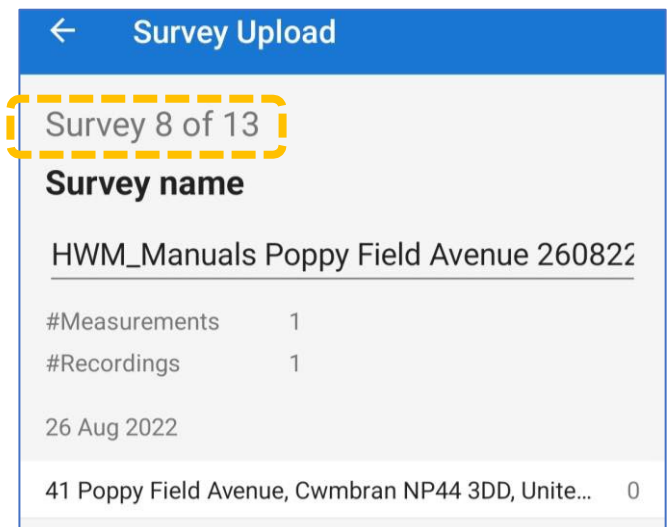 Survey Upload
Survey 8 of 13
Survey name
HWM_Manuals Poppy Field Avenue 260822
#Measurements 1
#Recordings 1
26 Aug 2022
41 Poppy Field Avenue, Cwmbran NP44 3DD, Unite... 0